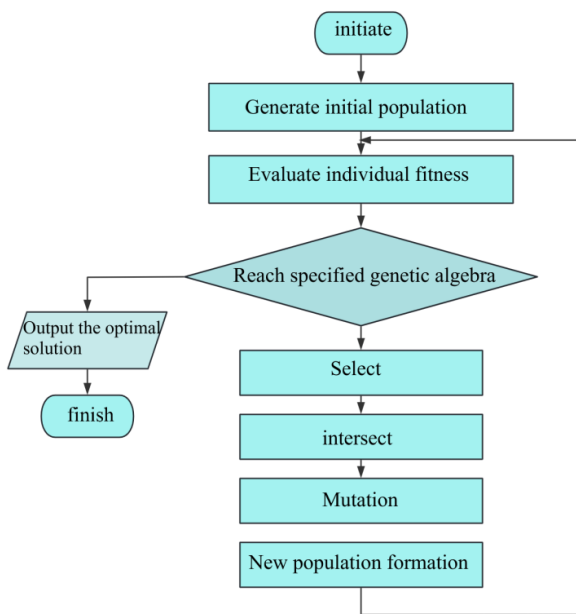 initiate
Generate initial population
Evaluate individual fitness
Reach specified genetic algebra
Output the optimal
solution
finish
Select
intersect
Mutation
New population formation